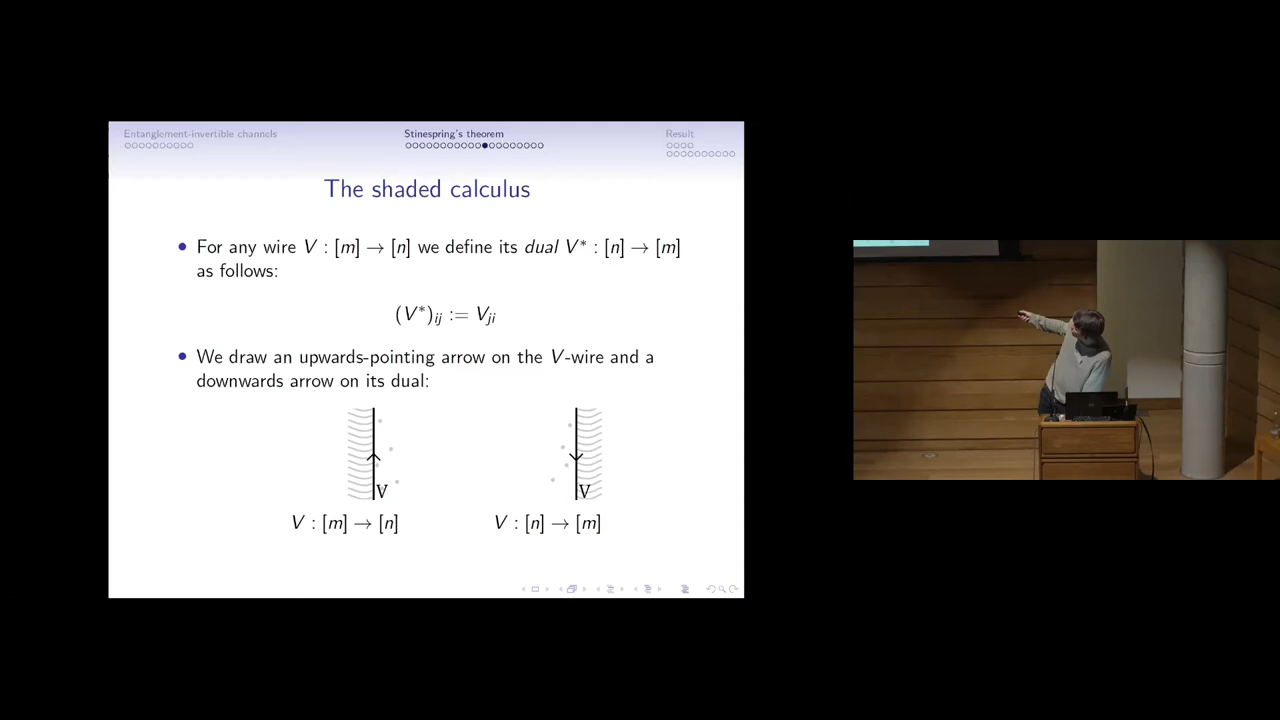 Entanglement-invertible channels
Stinespring's theorem
Result
The shaded calculus
• For any wire V : [m] → [n] we define its dual V* : [n] → [m]
as follows:
(V*)ij := Vji
• We draw an upwards-pointing arrow on the V-wire and a
downwards arrow on its dual:
V
V
V : [m] → [n]
V : [n] → [m]